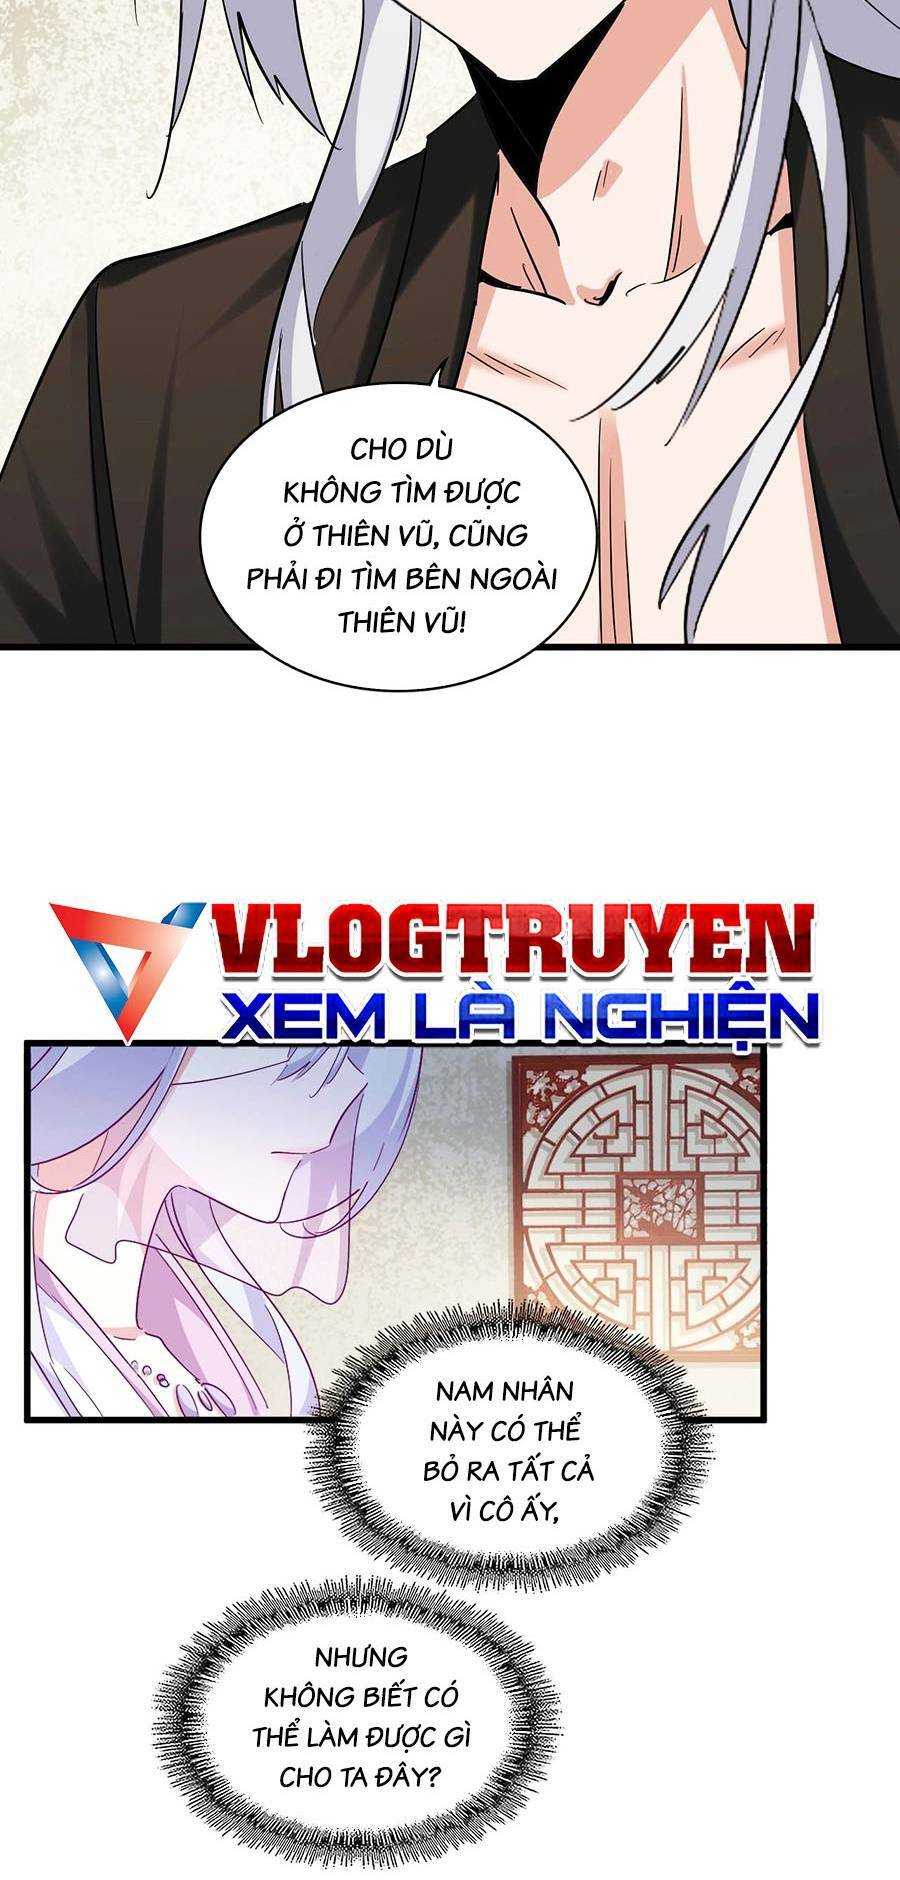 CHO DÙ
KHÔNG TÌM ĐƯỢC
Ở THIÊN VŨ, CŨNG
PHẢI ĐI TÌM BÊN NGOÀI
THIÊN VŨ!
VLOGTRUYEN
XEM LÀ NGHIỆN
NAM NHÂN
NÀY CÓ THỂ
BỎ RA TẤT CẢ
VÌ CÔ ẤY,
NHƯNG
KHÔNG BIẾT CÓ
THỂ LÀM ĐƯỢC GÌ
CHO TA ĐÂY?